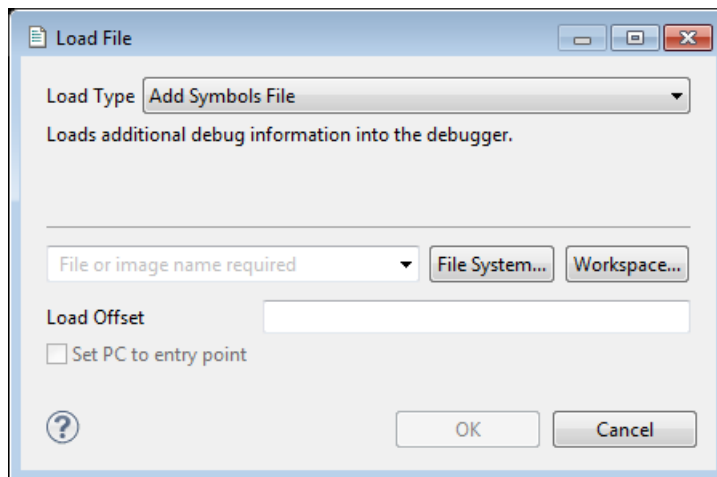 Load File
Load Type Add Symbols File
Loads additional debug information into the debugger.
File or image name required File System... Workspace...
Load Offset
Set PC to entry point
? OK Cancel